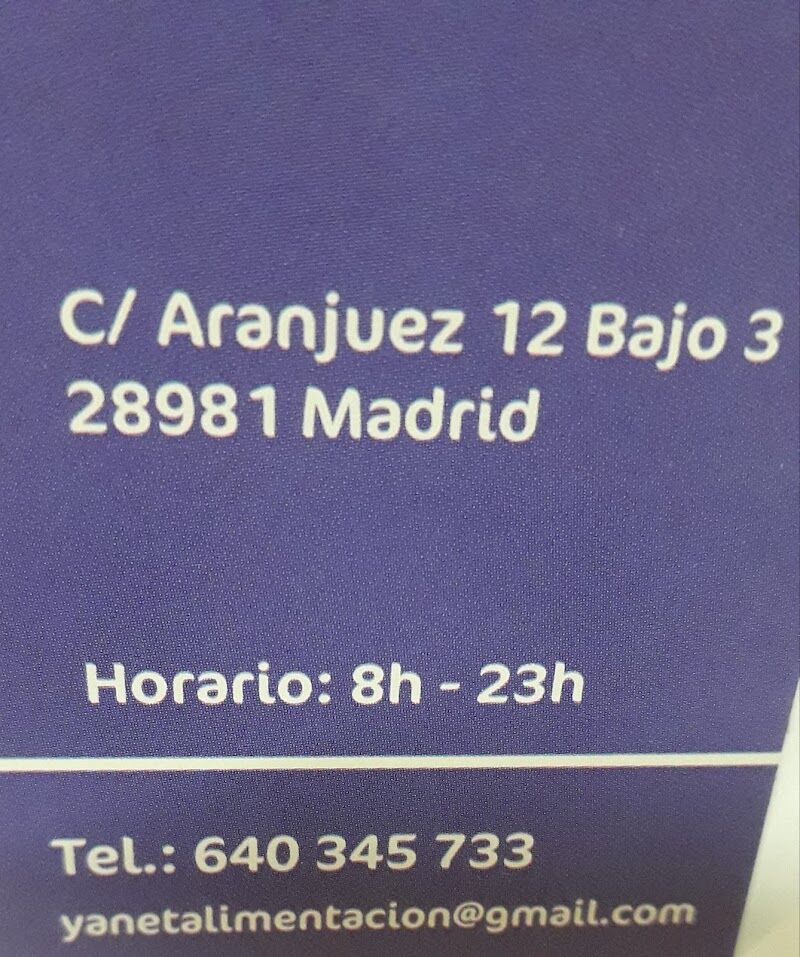 C/ Aranjuez 12 Bajo 3
28981 Madrid
Horario: 8h - 23h
Tel.: 640 345 733
yanetalimentacion@gmail.com